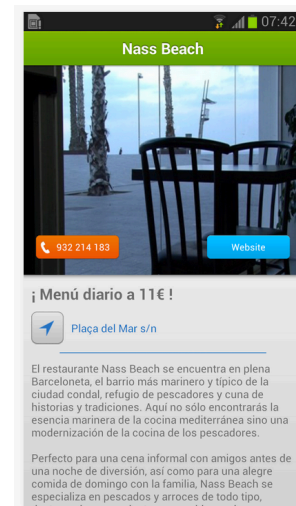 07:42
Nass Beach
932 214 183
Website
¡ Menú diario a 11€ !
Plaça del Mar s/n
El restaurante Nass Beach se encuentra en plena
Barceloneta, el barrio más marinero y típico de la
ciudad condal, refugio de pescadores y cuna de
historias y tradiciones. Aquí no sólo encontrarás la
esencia marinera de la cocina mediterránea sino una
modernización de la cocina de los pescadores.
Perfecto para una cena informal con amigos antes de
una noche de diversión, así como para una alegre
comida de domingo con la familia, Nass Beach se
especializa en pescados y arroces de todo tipo,